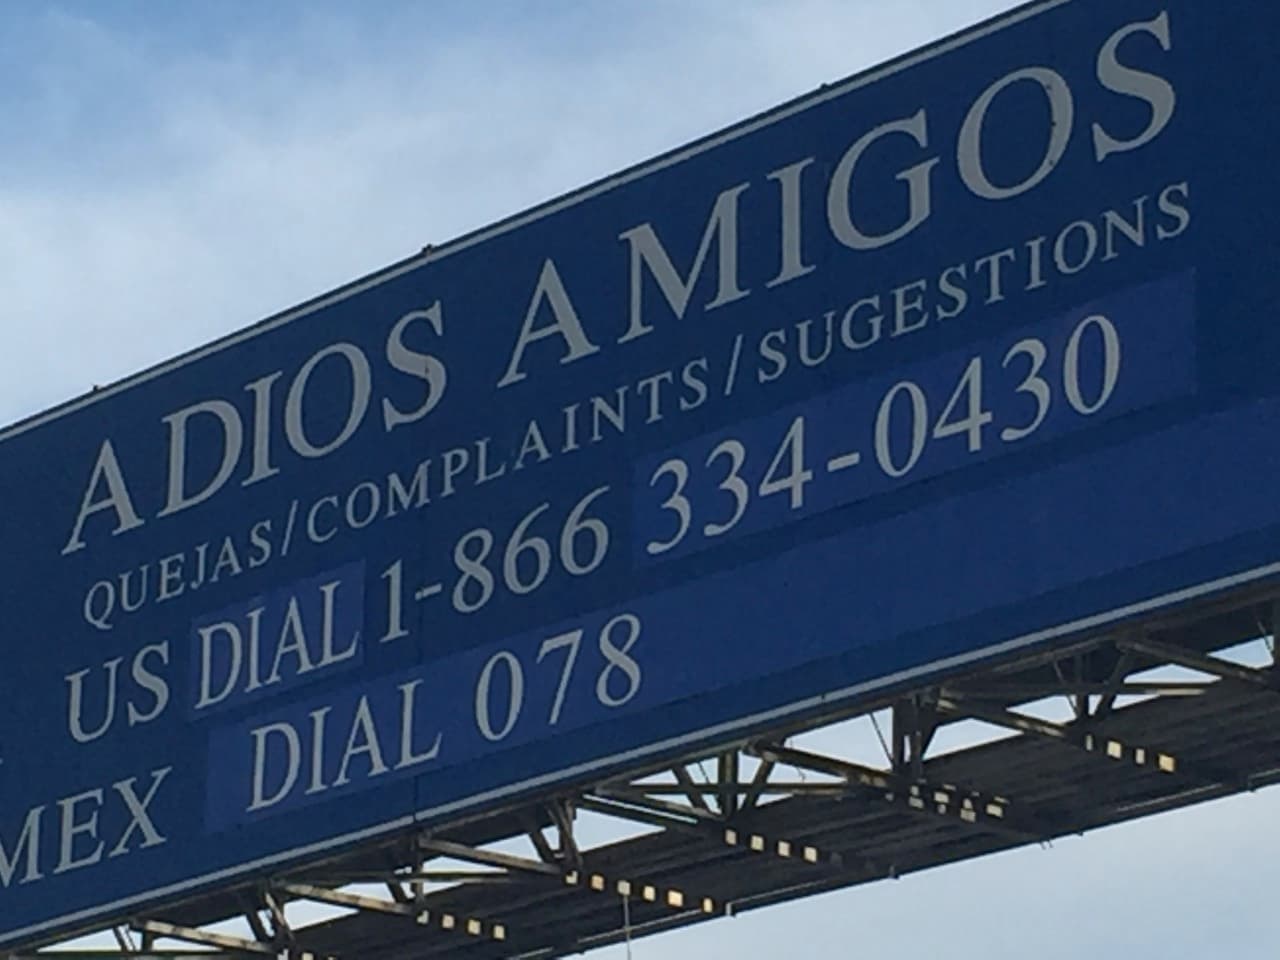 ADIOS AMIGOS
QUEJAS/COMPLAINTS/SUGESTIONS
US DIAL 1-866 334-0430
MEX DIAL 078